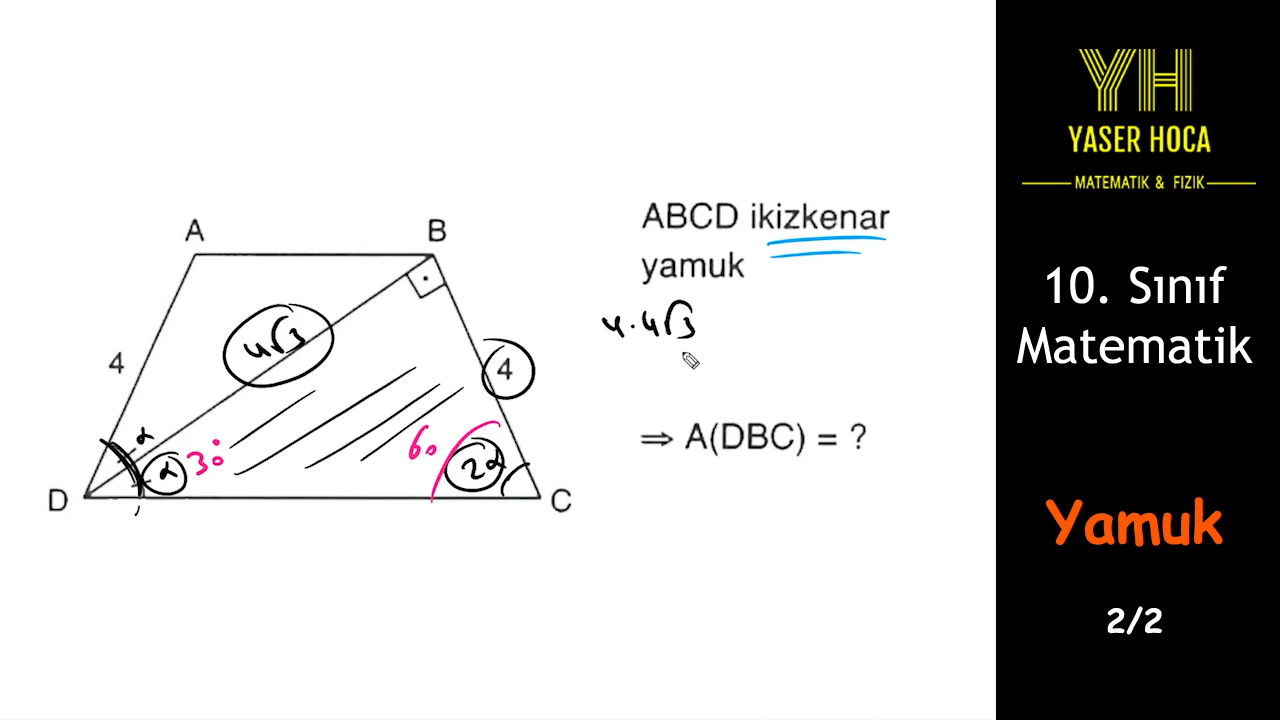 YH
YASER HOCA
MATEMATIK & FIZIK
10. Sınıf
Matematik
Yamuk
2/2
ABCD ikizkenar
yamuk
4.4√3
⇒ A(DBC) = ?
A
B
4√3
4
4
α
α
30
60
2α
D
C